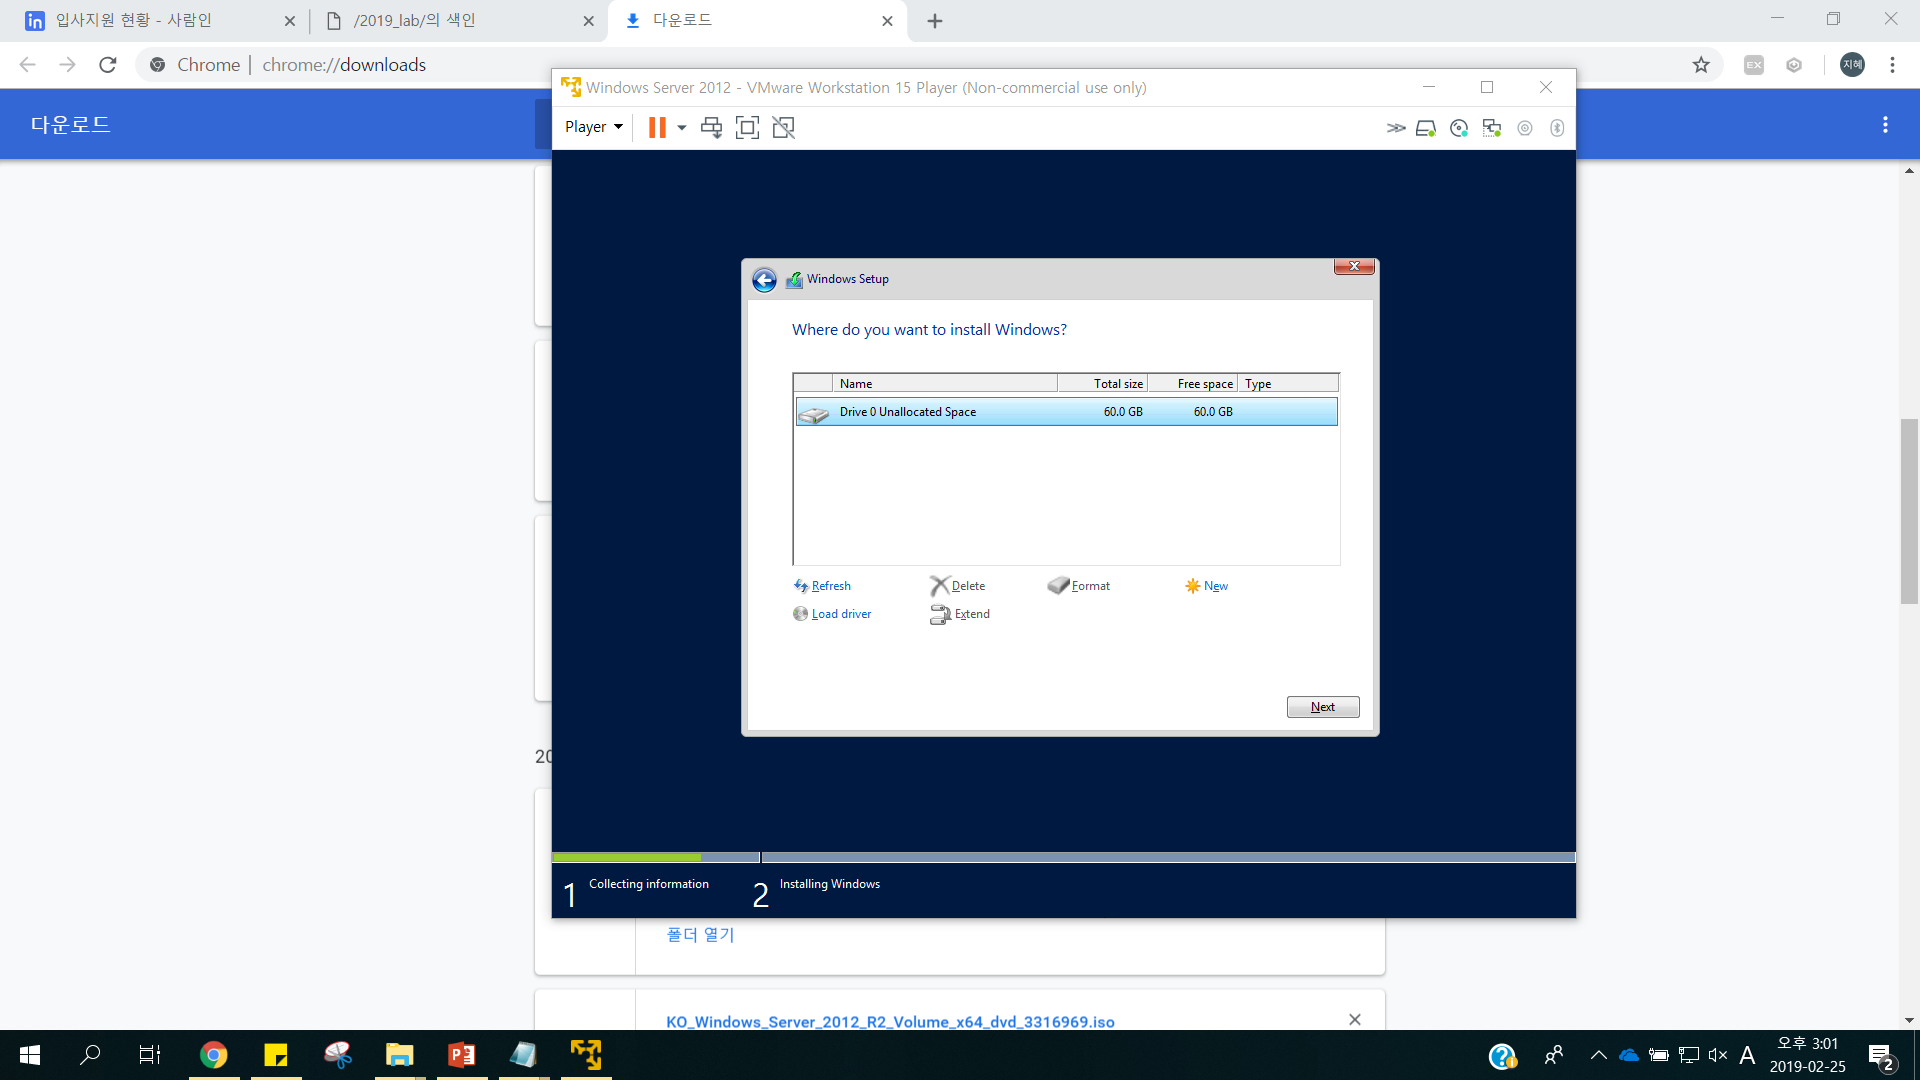 입사지원 현황 - 사람인
/2019_lab/의 색인
다운로드
Chrome
chrome://downloads
EX
지혜
다운로드
Windows Server 2012 - VMware Workstation 15 Player (Non-commercial use only)
Player
Windows Setup
Where do you want to install Windows?
Name Total size Free space Type
Drive 0 Unallocated Space 60.0 GB 60.0 GB
Refresh Delete Format New
Load driver Extend
Next
20
1 Collecting information 2 Installing Windows
폴더 열기
KO_Windows_Server_2012_R2_Volume_x64_dvd_3316969.iso
A
오후 3:01
2019-02-25
2